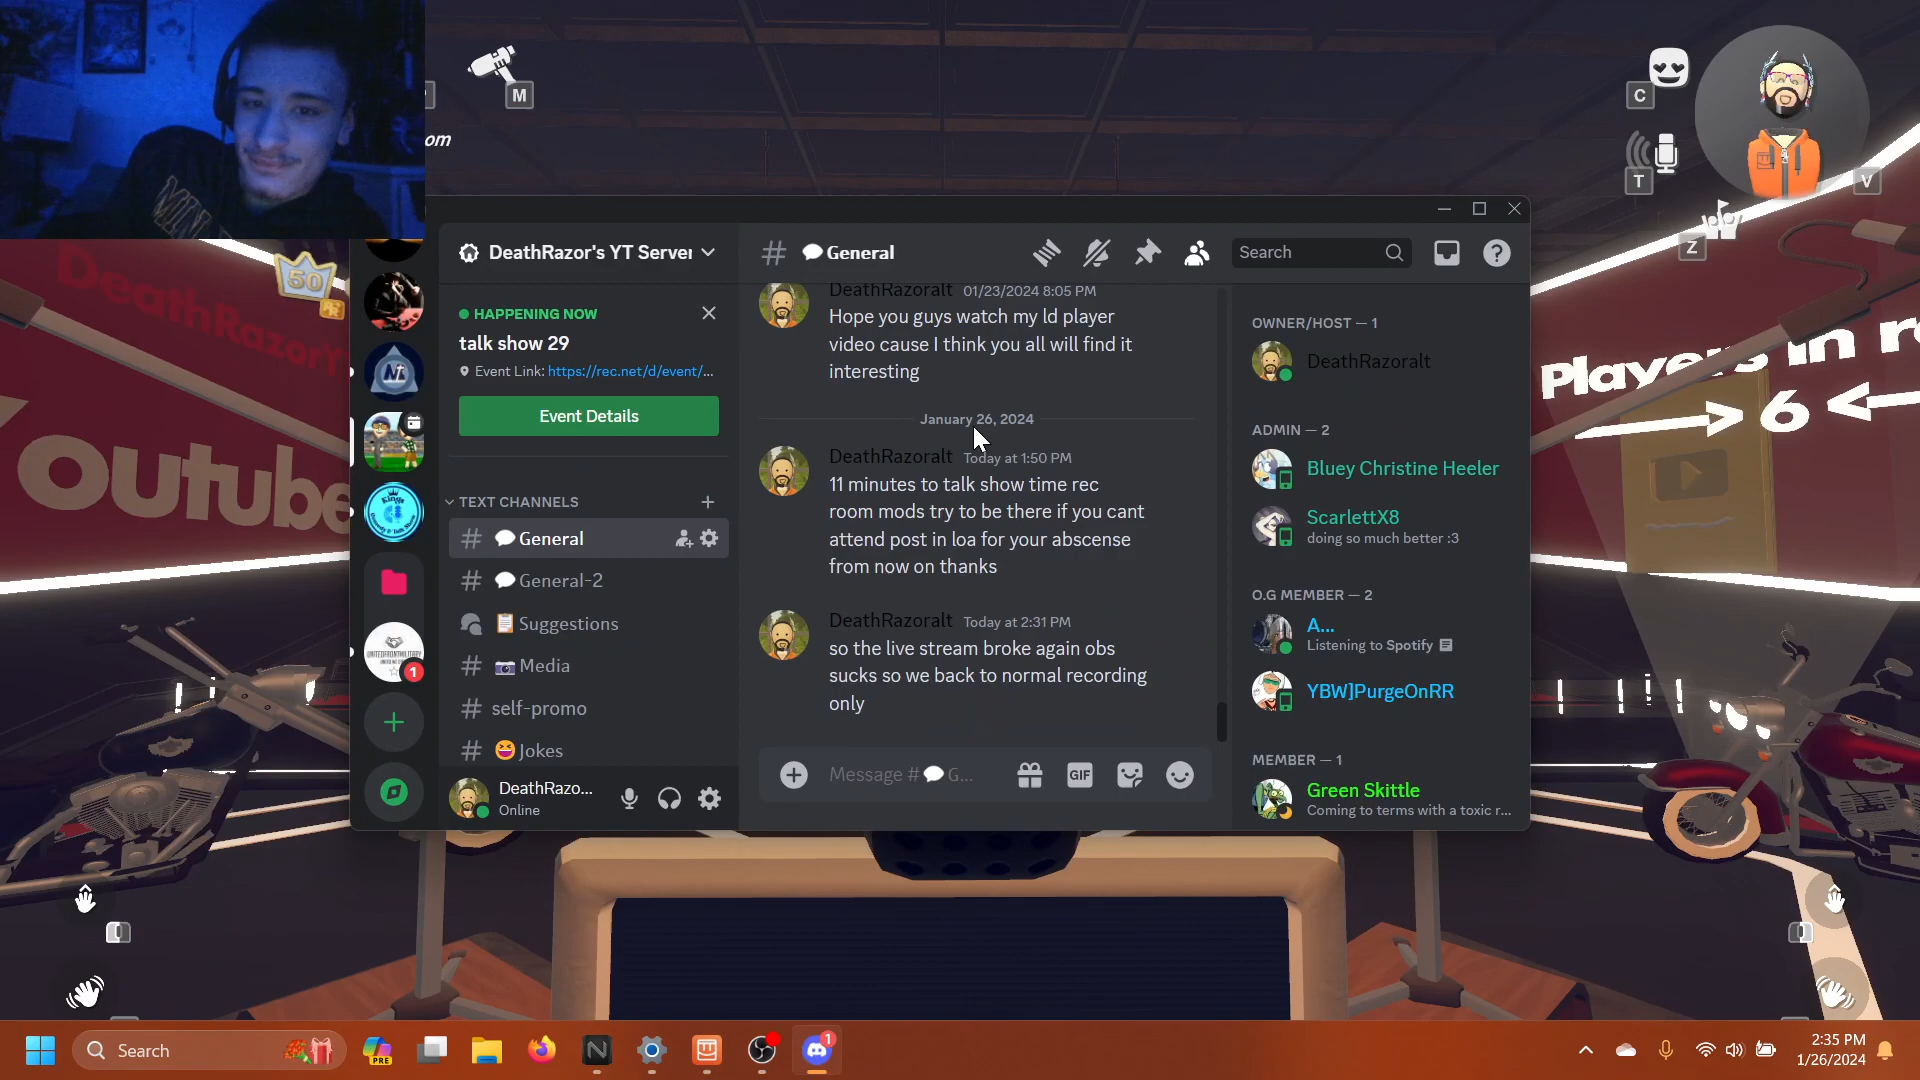 M
om
C
T
V
Z
50
DeathRazorY
outube
Players in r
6
DeathRazor's YT Server
HAPPENING NOW
talk show 29
Event Link: https://rec.net/d/event/...
Event Details
TEXT CHANNELS
General
General-2
Suggestions
Media
self-promo
Jokes
1
DeathRazo...
Online
General
Search
DeathRazoralt 01/23/2024 8:05 PM
Hope you guys watch my ld player
video cause I think you all will find it
interesting
January 26, 2024
DeathRazoralt Today at 1:50 PM
11 minutes to talk show time rec
room mods try to be there if you cant
attend post in loa for your abscense
from now on thanks
DeathRazoralt Today at 2:31 PM
so the live stream broke again obs
sucks so we back to normal recording
only
Message # G...
GIF
OWNER/HOST — 1
DeathRazoralt
ADMIN — 2
Bluey Christine Heeler
ScarlettX8
doing so much better :3
O.G MEMBER — 2
A...
Listening to Spotify
YBW]PurgeOnRR
MEMBER — 1
Green Skittle
Coming to terms with a toxic r...
Search
PRE
1
2:35 PM
1/26/2024